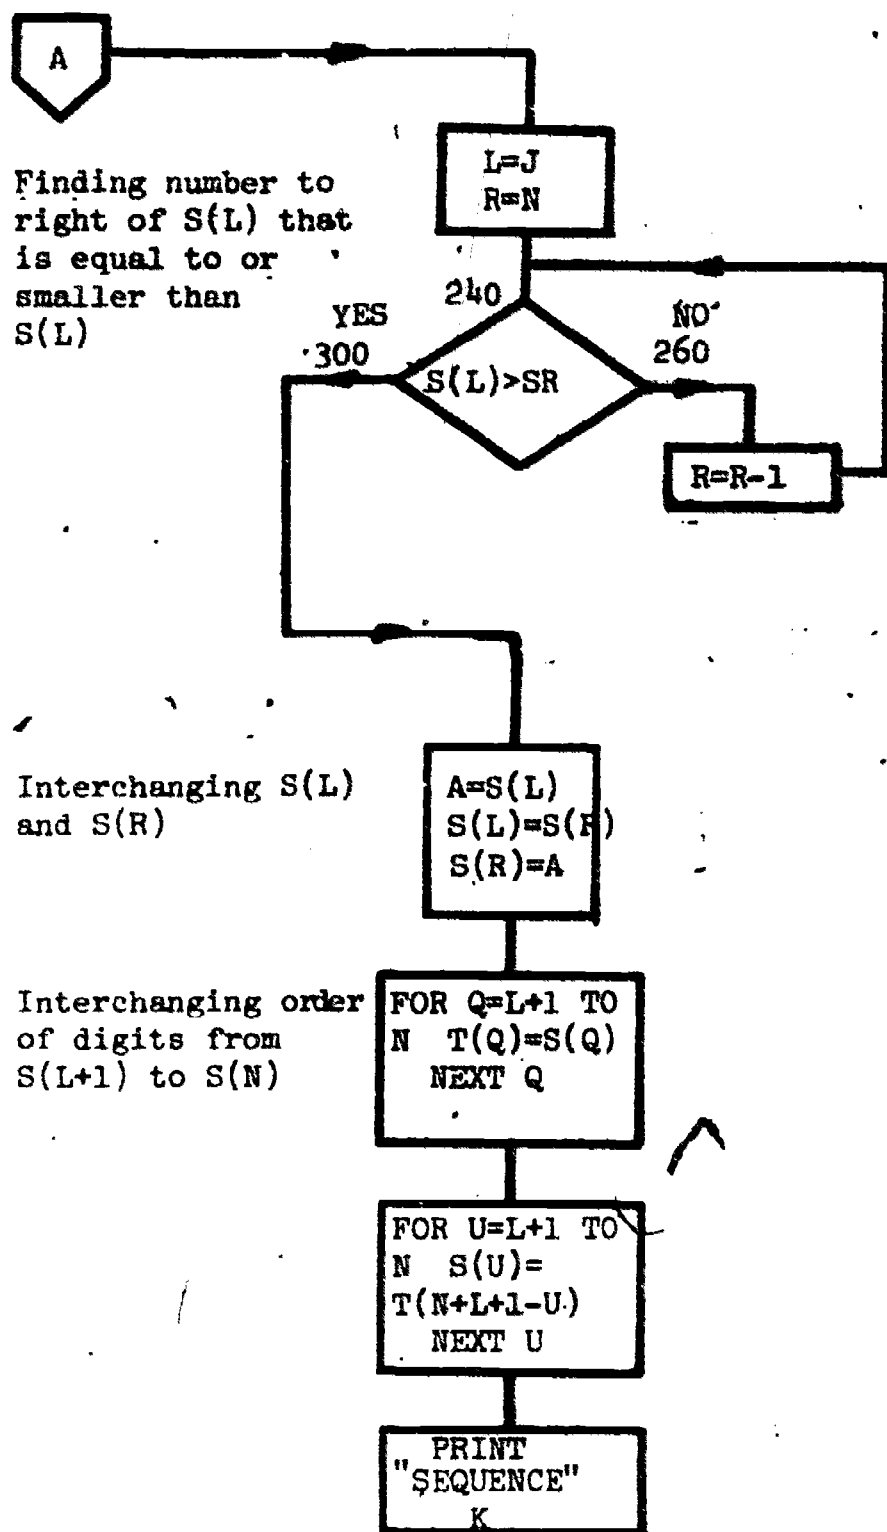 A
L=J
R=N
Finding number to
right of S(L) that
is equal to or
smaller than
S(L)
240
YES
300
NO
260
S(L)>SR
R=R-1
Interchanging S(L)
and S(R)
A=S(L)
S(L)=S(R)
S(R)=A
Interchanging order
of digits from
S(L+1) to S(N)
FOR Q=L+1 TO
N T(Q)=S(Q)
NEXT Q
FOR U=L+1 TO
N S(U)=
T(N+L+1-U)
NEXT U
PRINT
"SEQUENCE"
K